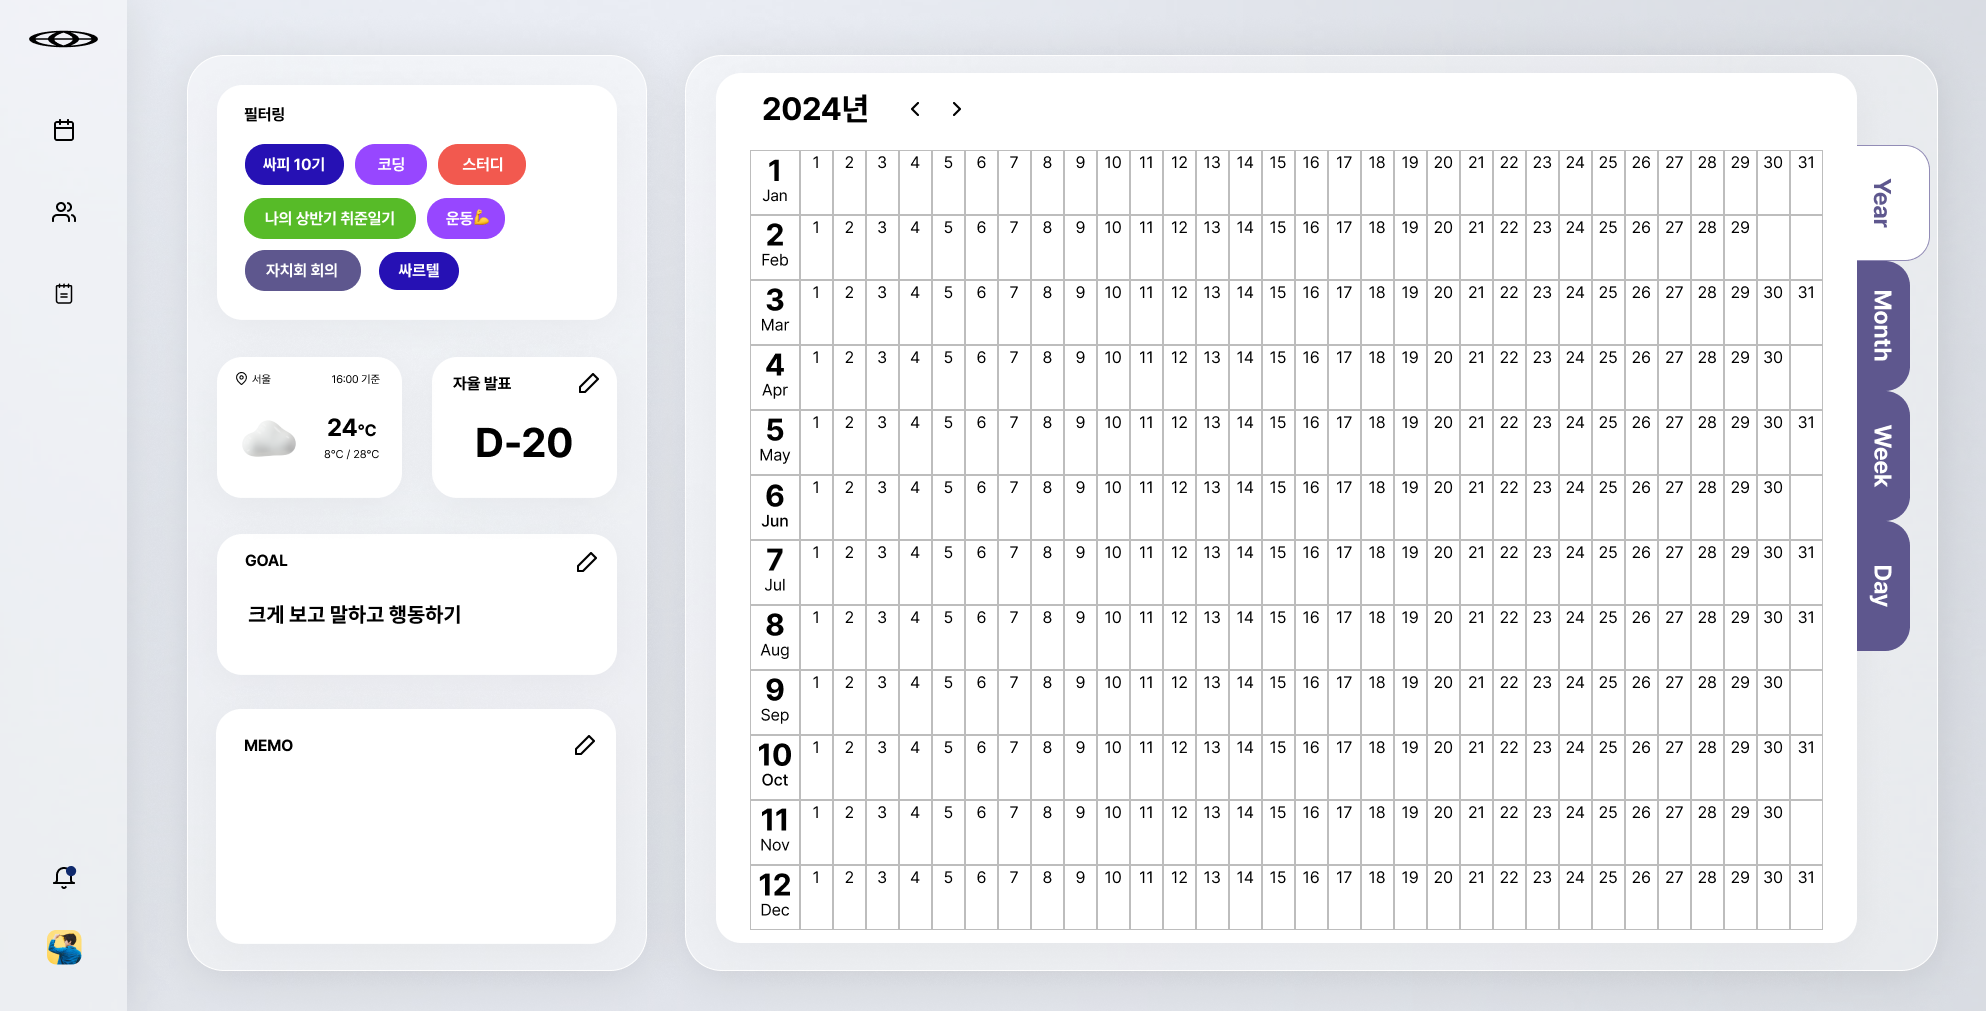 필터링
싸피 10기 코딩 스터디
나의 상반기 취준일기 운동💪
자치회 회의 싸르텔
서울 16:00 기준
24°C
8°C / 28°C
자율 발표
D-20
GOAL
크게 보고 말하고 행동하기
MEMO
2024년
1 1 2 3 4 5 6 7 8 9 10 11 12 13 14 15 16 17 18 19 20 21 22 23 24 25 26 27 28 29 30 31
Jan
2 1 2 3 4 5 6 7 8 9 10 11 12 13 14 15 16 17 18 19 20 21 22 23 24 25 26 27 28 29
Feb
3 1 2 3 4 5 6 7 8 9 10 11 12 13 14 15 16 17 18 19 20 21 22 23 24 25 26 27 28 29 30 31
Mar
4 1 2 3 4 5 6 7 8 9 10 11 12 13 14 15 16 17 18 19 20 21 22 23 24 25 26 27 28 29 30
Apr
5 1 2 3 4 5 6 7 8 9 10 11 12 13 14 15 16 17 18 19 20 21 22 23 24 25 26 27 28 29 30 31
May
6 1 2 3 4 5 6 7 8 9 10 11 12 13 14 15 16 17 18 19 20 21 22 23 24 25 26 27 28 29 30
Jun
7 1 2 3 4 5 6 7 8 9 10 11 12 13 14 15 16 17 18 19 20 21 22 23 24 25 26 27 28 29 30 31
Jul
8 1 2 3 4 5 6 7 8 9 10 11 12 13 14 15 16 17 18 19 20 21 22 23 24 25 26 27 28 29 30 31
Aug
9 1 2 3 4 5 6 7 8 9 10 11 12 13 14 15 16 17 18 19 20 21 22 23 24 25 26 27 28 29 30
Sep
10 1 2 3 4 5 6 7 8 9 10 11 12 13 14 15 16 17 18 19 20 21 22 23 24 25 26 27 28 29 30 31
Oct
11 1 2 3 4 5 6 7 8 9 10 11 12 13 14 15 16 17 18 19 20 21 22 23 24 25 26 27 28 29 30
Nov
12 1 2 3 4 5 6 7 8 9 10 11 12 13 14 15 16 17 18 19 20 21 22 23 24 25 26 27 28 29 30 31
Dec
Year
Month
Week
Day